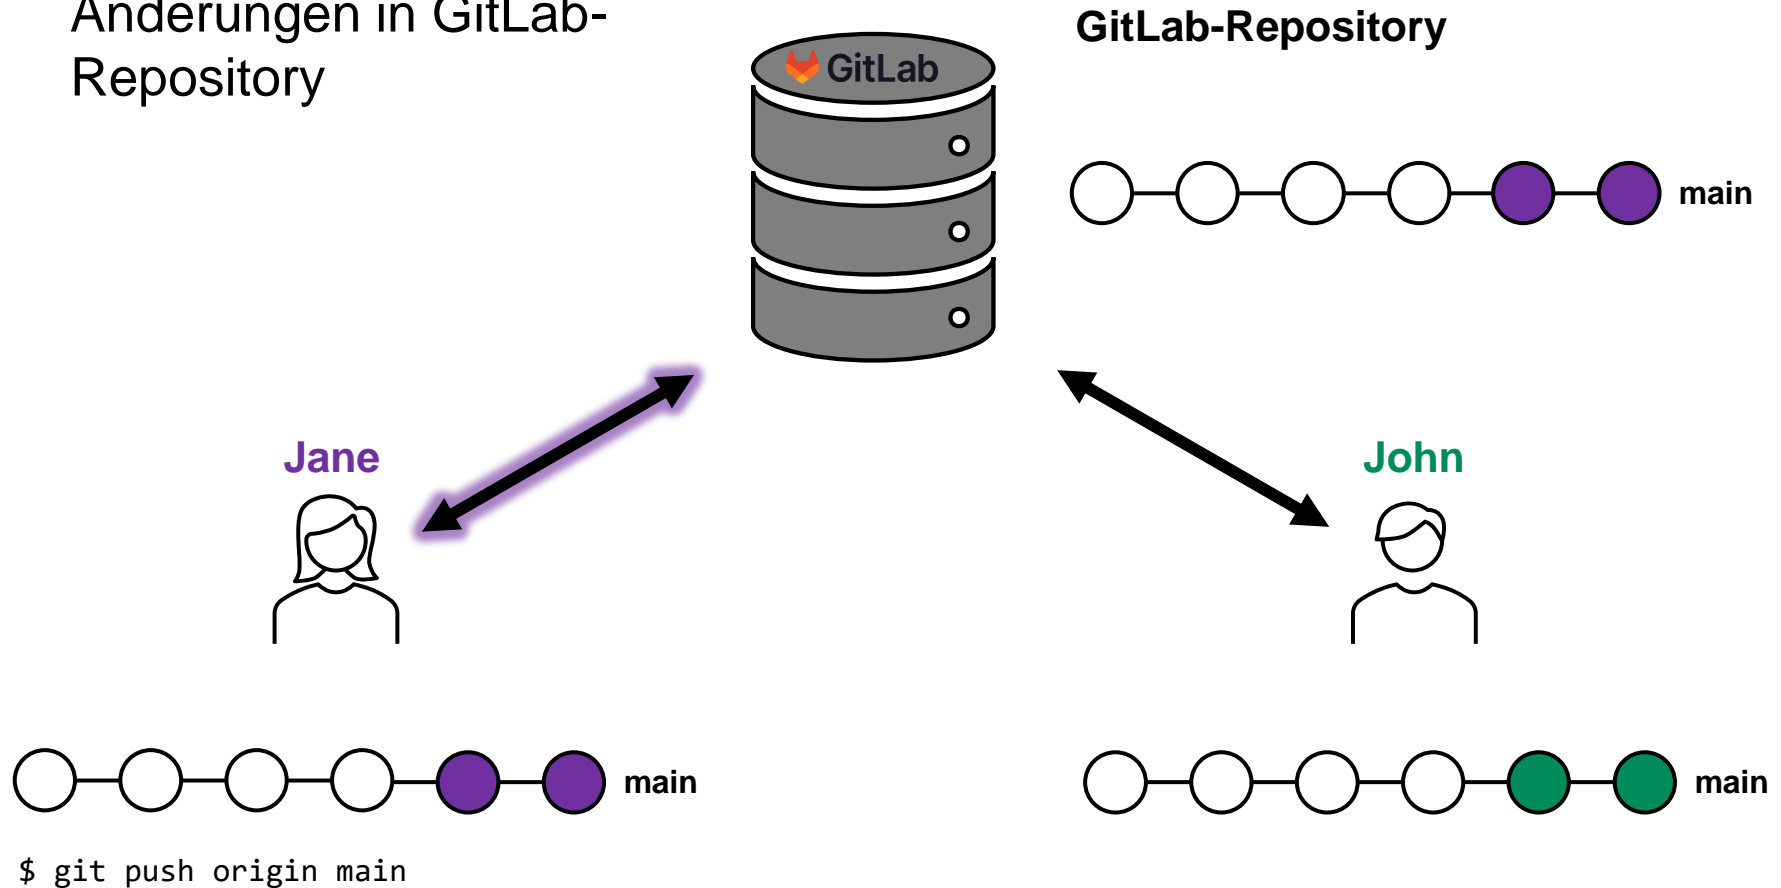 Änderungen in GitLab-
Repository
GitLab
GitLab-Repository
main
Jane
John
main
main
$ git push origin main